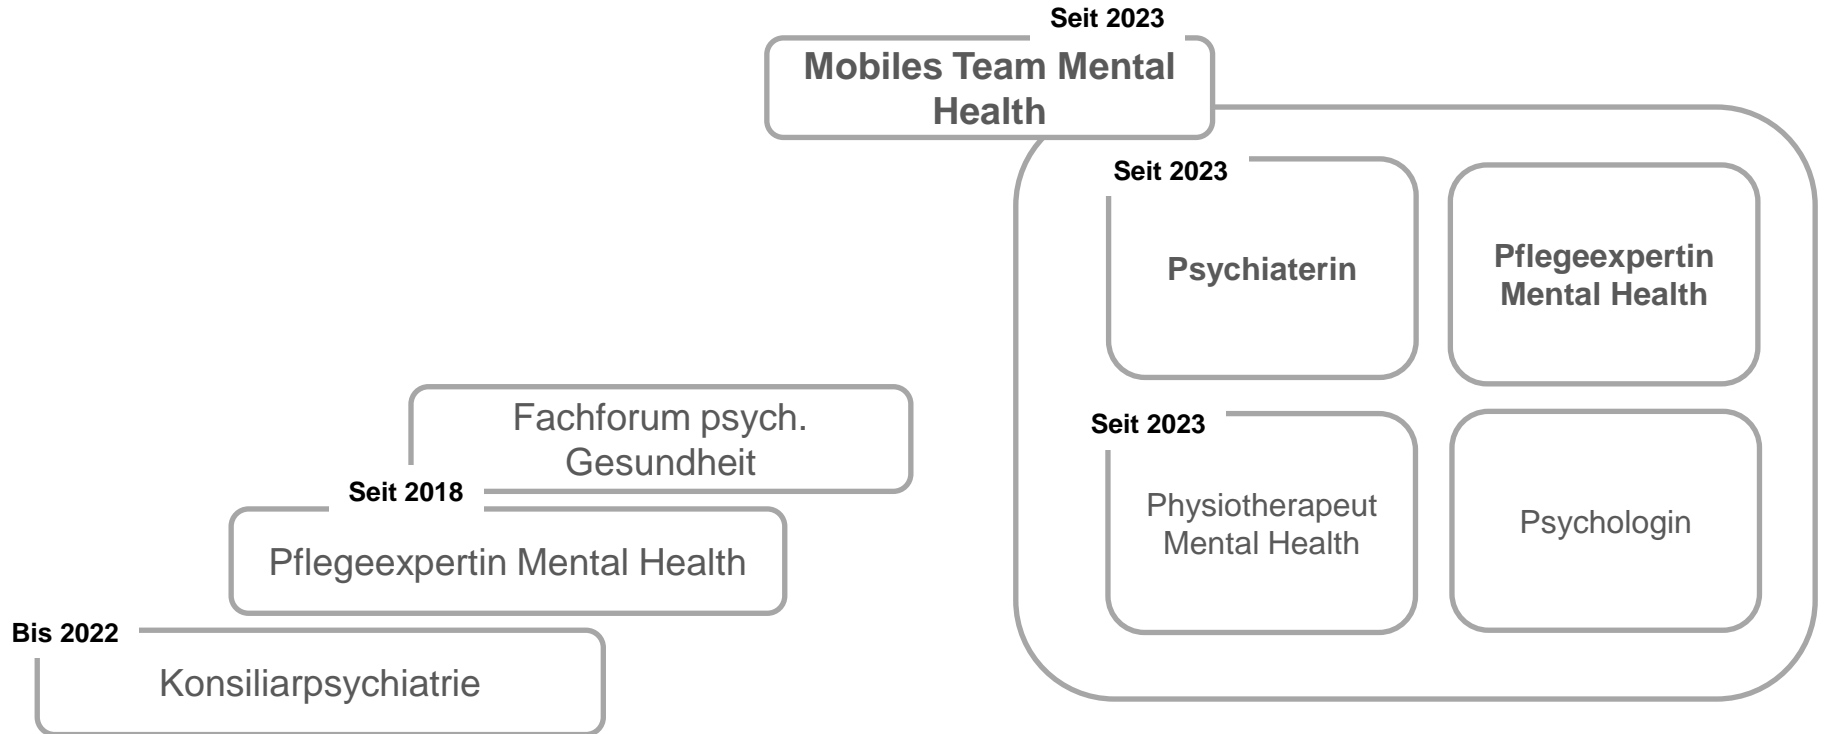 Seit 2023
Mobiles Team Mental
Health
Seit 2023
Psychiaterin
Pflegeexpertin
Mental Health
Seit 2023
Physiotherapeut
Mental Health
Psychologin
Fachforum psych.
Gesundheit
Seit 2018
Pflegeexpertin Mental Health
Bis 2022
Konsiliarpsychiatrie